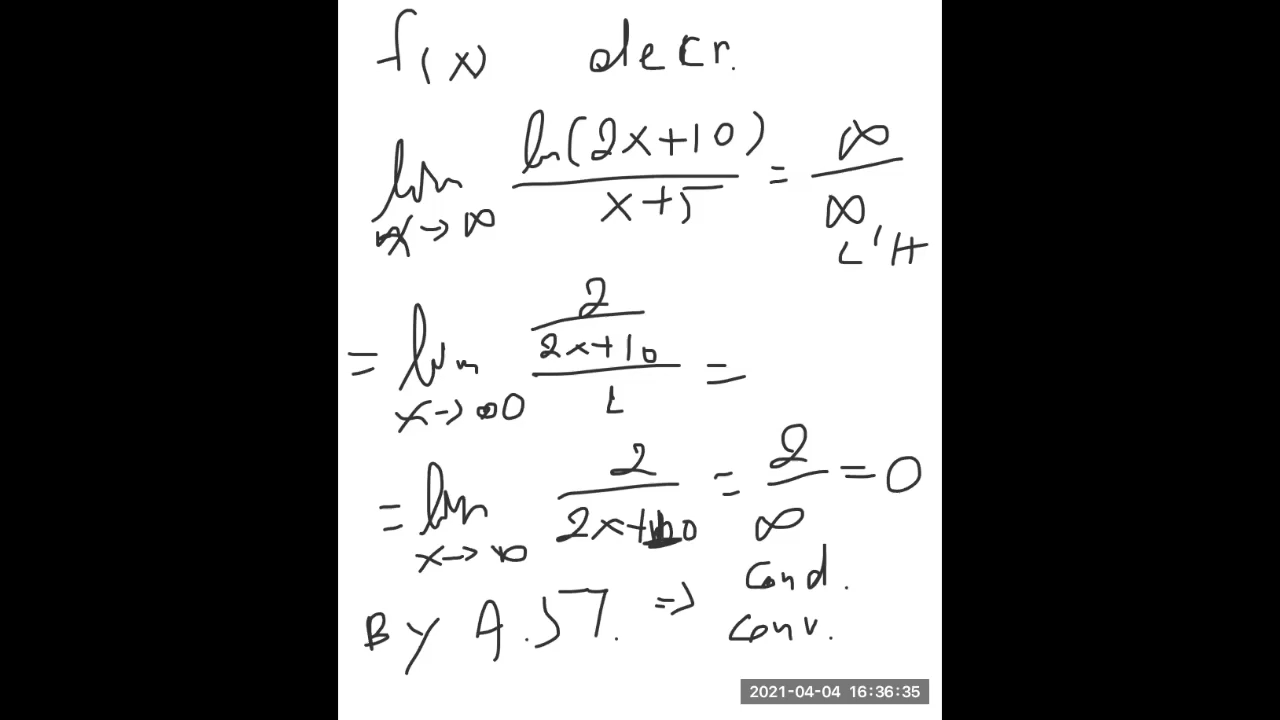 f(x) decr.
lim x→∞ ln(2x+10)/(x+5) = ∞/∞ L'H
= lim x→∞ (2/(2x+10))/1 =
= lim x→∞ 2/(2x+10) = 2/∞ = 0
By A.ST. => cond. conv.
2021-04-04 16:36:35